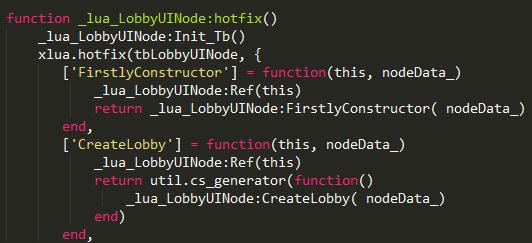 function _lua_LobbyUINode:hotfix()
    _lua_LobbyUINode:Init_Tb()
    xlua.hotfix(tbLobbyUINode, {
        ['FirstlyConstructor'] = function(this, nodeData_)
            _lua_LobbyUINode:Ref(this)
            return _lua_LobbyUINode:FirstlyConstructor( nodeData_)
        end,
        ['CreateLobby'] = function(this, nodeData_)
            _lua_LobbyUINode:Ref(this)
            return util.cs_generator(function()
                _lua_LobbyUINode:CreateLobby( nodeData_)
            end)
        end,